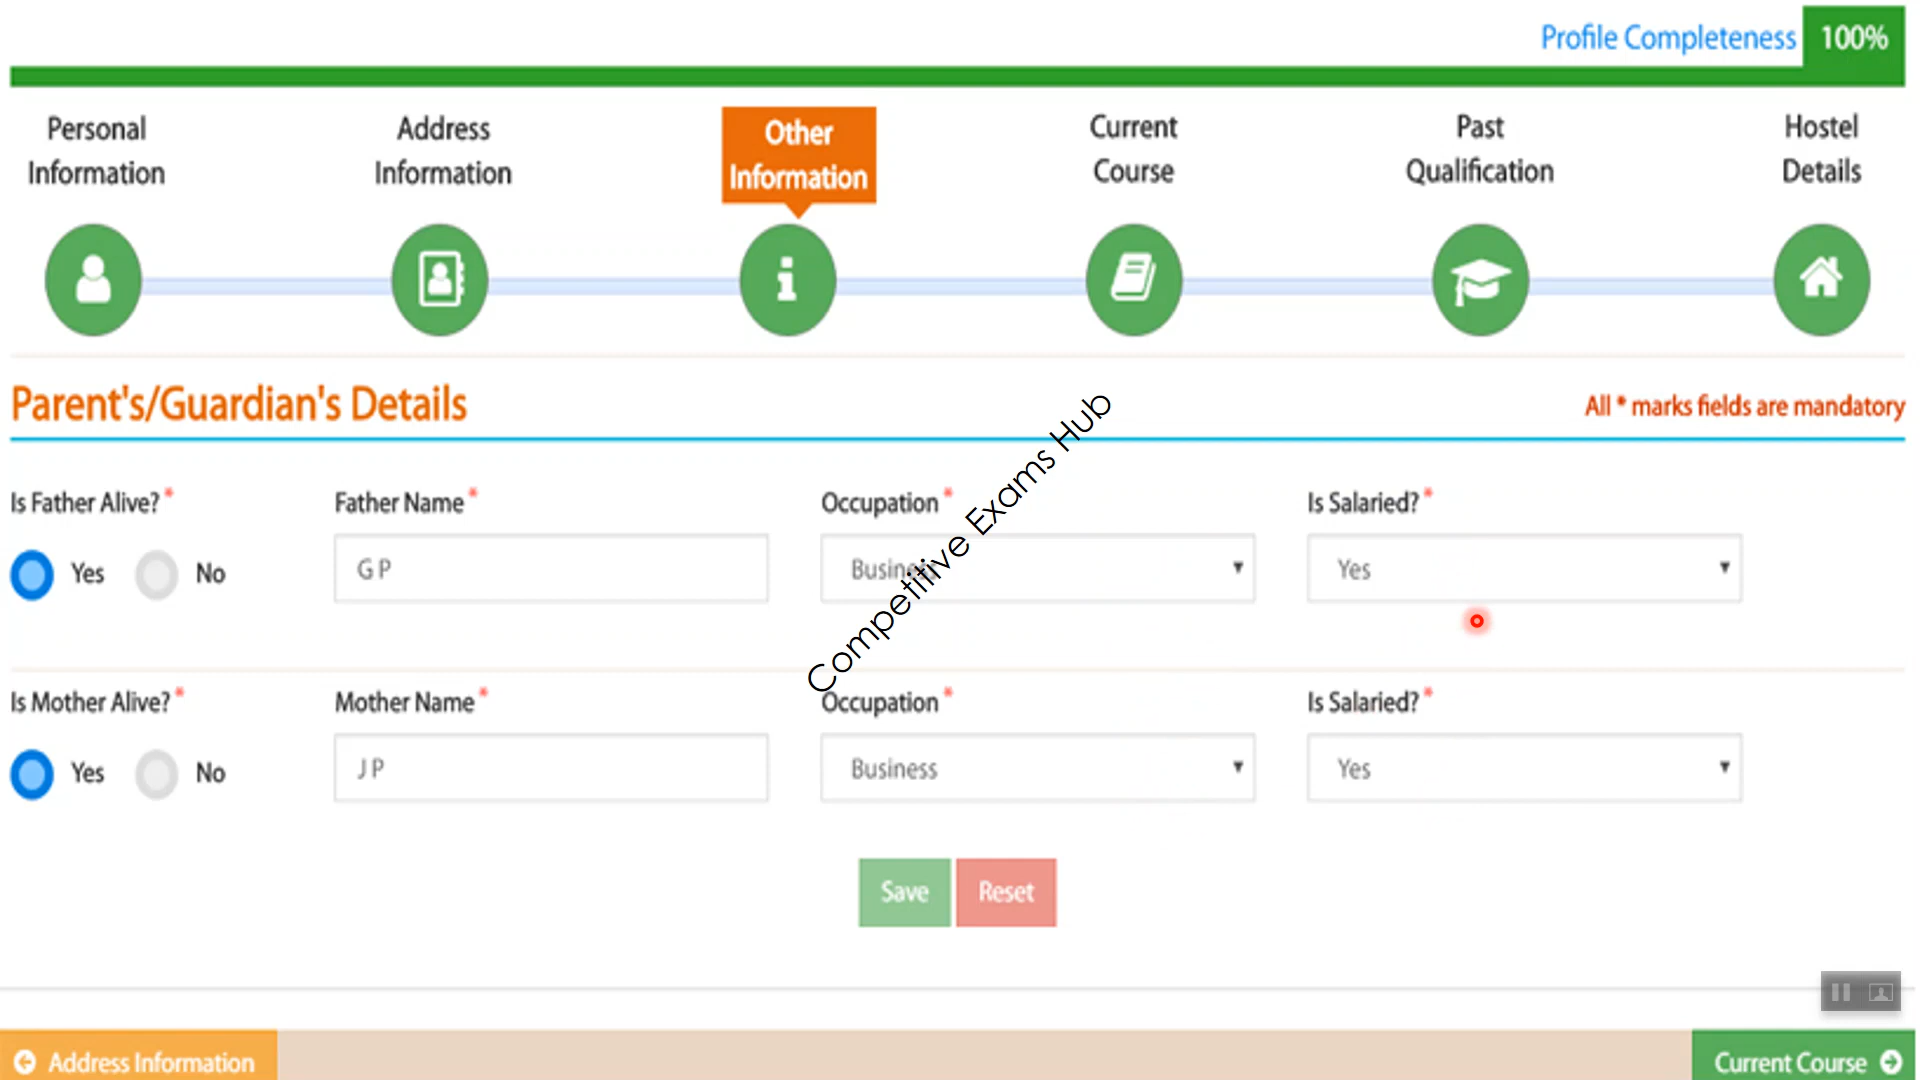 Profile Completeness 100%
Personal Information
Address Information
Other Information
Current Course
Past Qualification
Hostel Details
Parent's/Guardian's Details
All * marks fields are mandatory
Is Father Alive? * Father Name * Occupation * Is Salaried? *
Yes No G P Business Yes
Competitive Exams Hub
Is Mother Alive? * Mother Name * Occupation * Is Salaried? *
Yes No J P Business Yes
Save Reset
Address Information Current Course